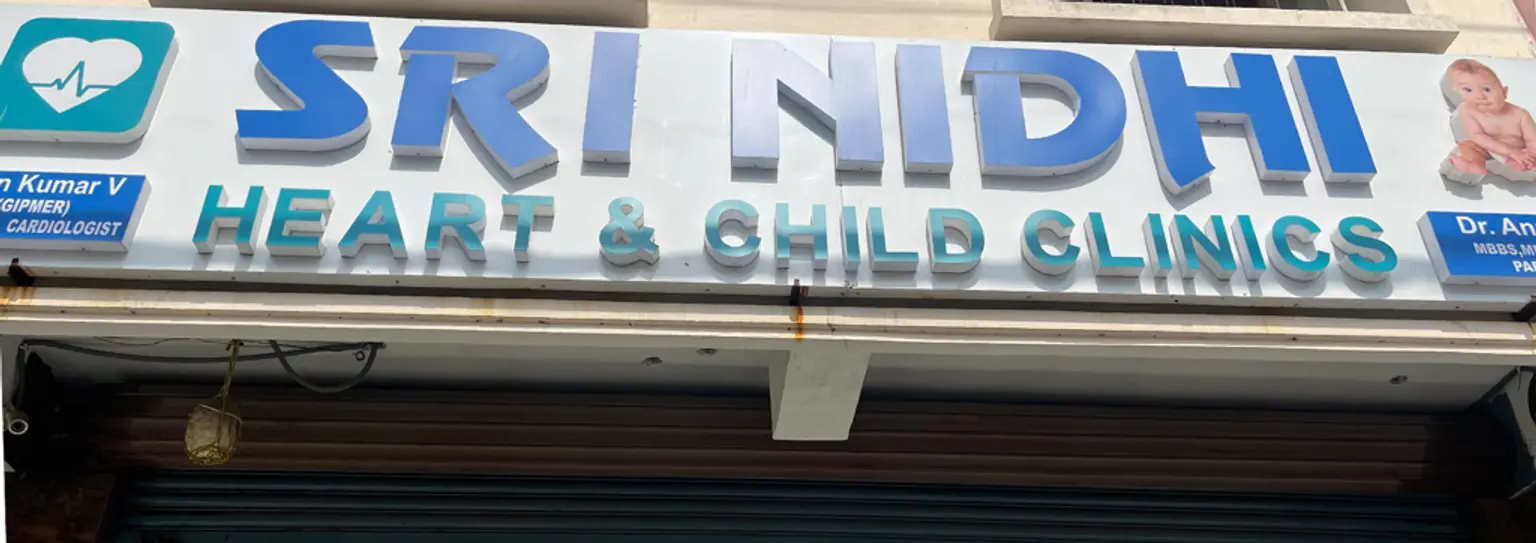 SRI NIDHI
HEART & CHILD CLINICS
n Kumar V
(GIPMER)
CARDIOLOGIST
Dr. An
MBBS,M
PA